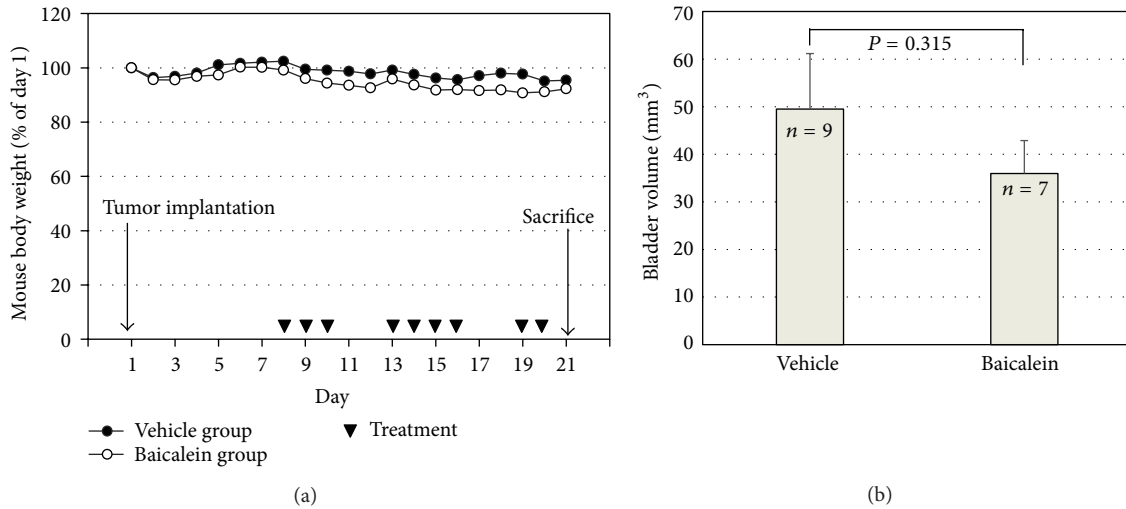 Mouse body weight (% of day 1)
120
100
80
60
40
20
0
Tumor implantation
Sacrifice
1 3 5 7 9 11 13 15 17 19 21
Day
Vehicle group
Baicalein group
Treatment
(a)
Bladder volume (mm³)
70
60
50
40
30
20
10
0
P = 0.315
n = 9
n = 7
Vehicle
Baicalein
(b)